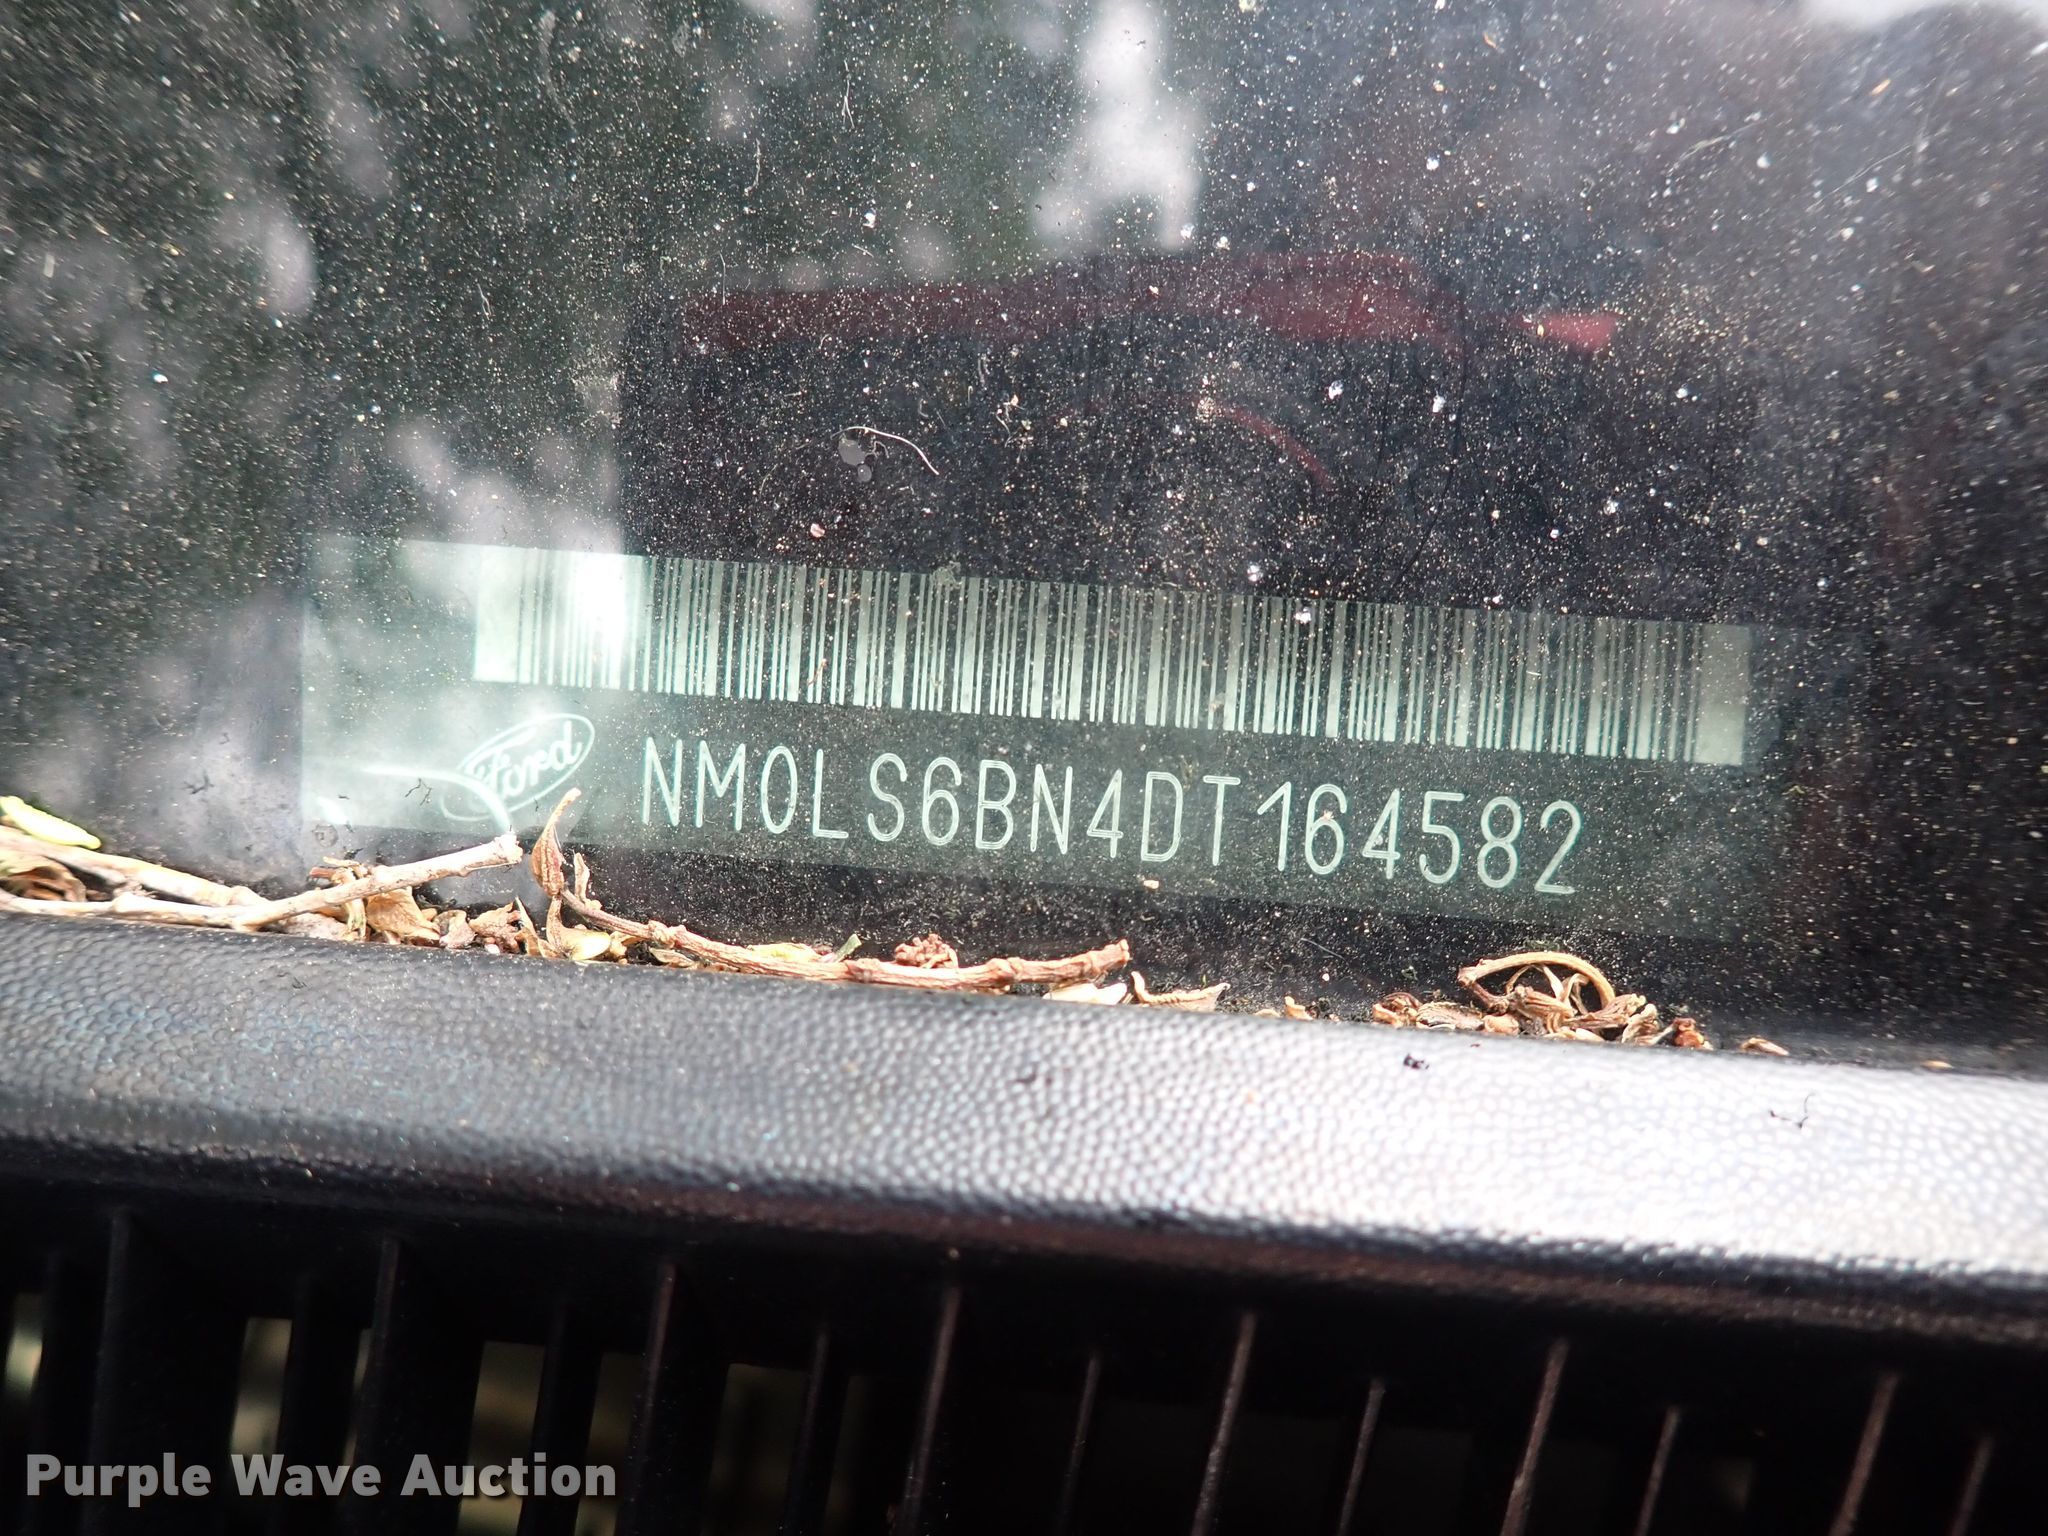 Ford
NM0LS6BN4DT164582
Purple Wave Auction